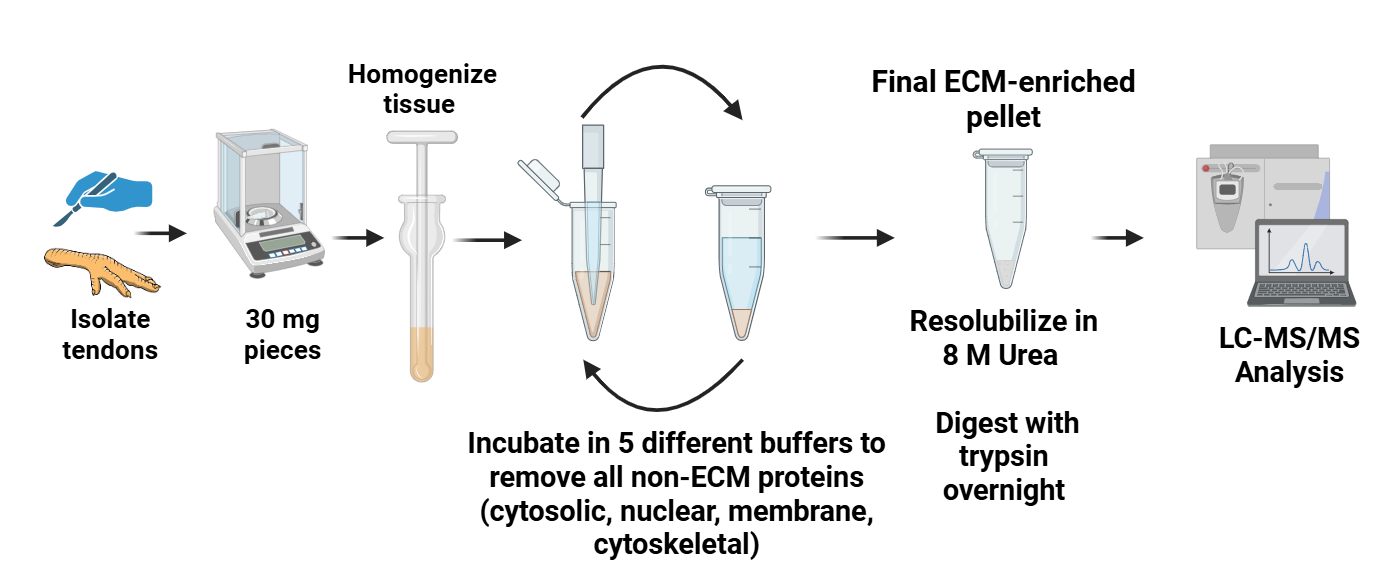 Isolate
tendons
30 mg
pieces
Homogenize
tissue
Incubate in 5 different buffers to
remove all non-ECM proteins
(cytosolic, nuclear, membrane,
cytoskeletal)
Final ECM-enriched
pellet
Resolubilize in
8 M Urea
Digest with
trypsin
overnight
LC-MS/MS
Analysis